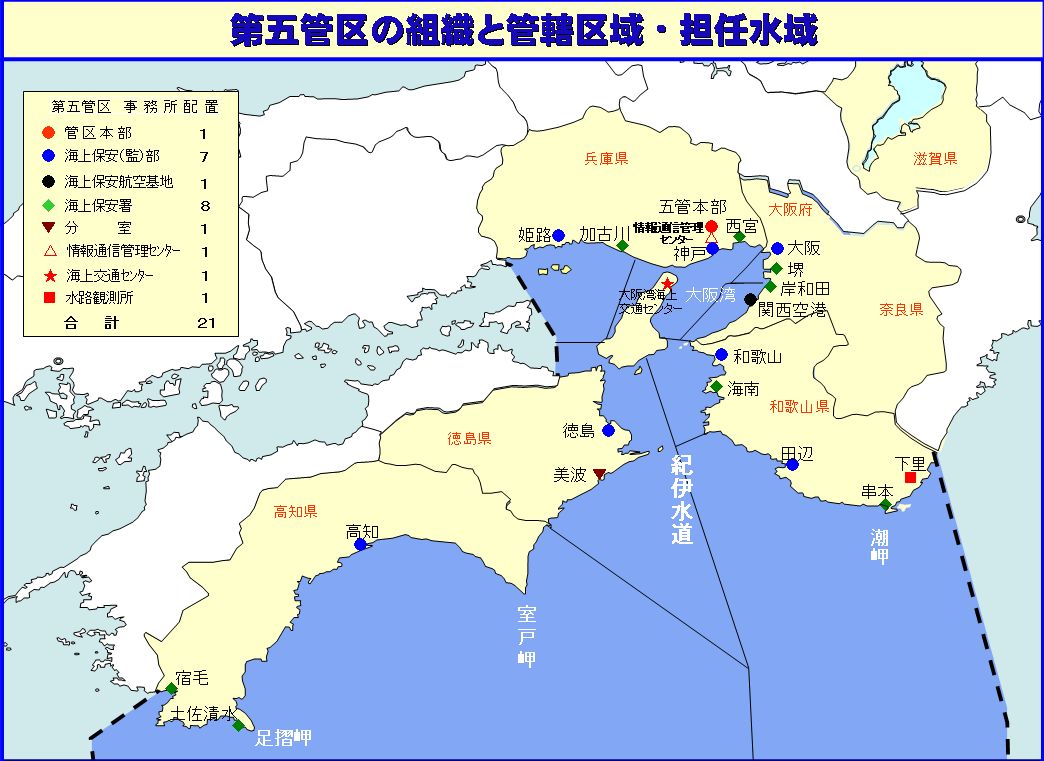 第五管区の組織と管轄区域・担任水域
第五管区 事務所配置
管区本部 1
海上保安(監)部 7
海上保安航空基地 1
海上保安署 8
分 室 1
情報通信管理センター 1
海上交通センター 1
水路観測所 1
合 計 21
兵庫県
滋賀県
五管本部
大阪府
姫路
加古川
情報通信管理
センター
西宮
神戸
大阪
堺
岸和田
大阪湾海上
交通センター
大阪湾
関西空港
奈良県
和歌山
海南
和歌山県
徳島県
徳島
美波
紀伊水道
田辺
下里
串本
潮岬
高知県
高知
室戸岬
宿毛
土佐清水
足摺岬